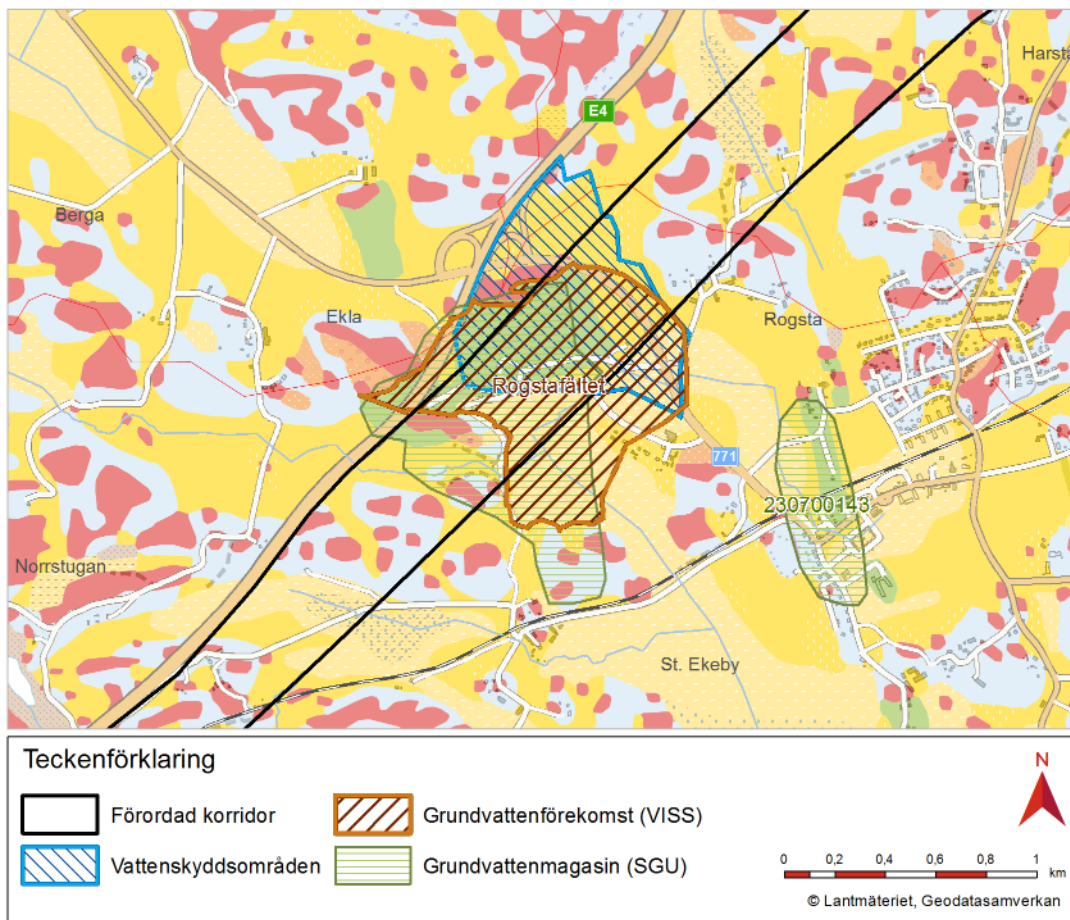 Harsta
E4
Berga
Ekla
Rogsta
Rogstafältet
771
230700143
Norrstugan
St. Ekeby
Teckenförklaring
Förordad korridor
Grundvattenförekomst (VISS)
Vattenskyddsområden
Grundvattenmagasin (SGU)
N
0 0,2 0,4 0,6 0,8 1
km
© Lantmäteriet, Geodatasamverkan